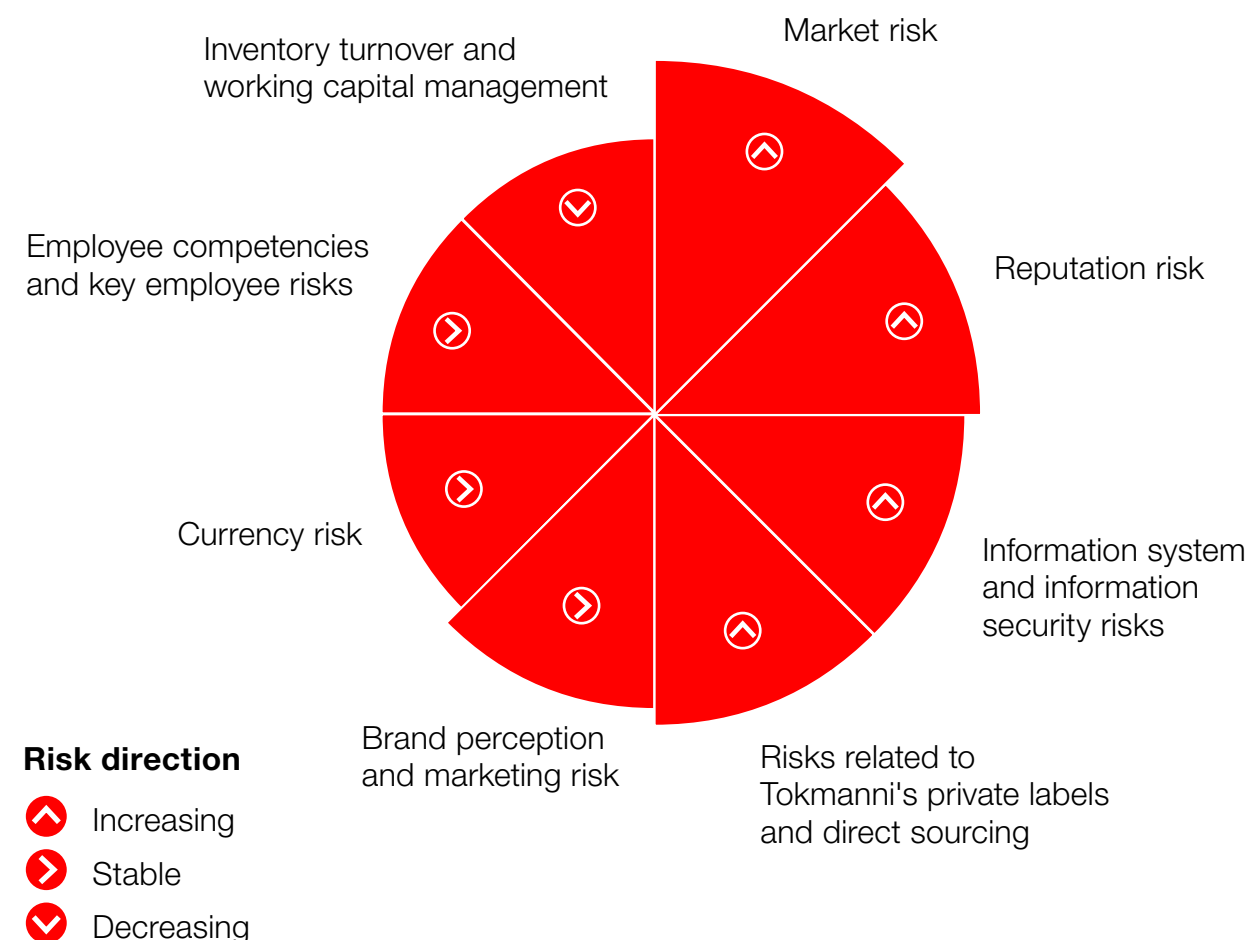 Market risk
Inventory turnover and
working capital management
Employee competencies
and key employee risks
Reputation risk
Currency risk
Information system
and information
security risks
Brand perception
and marketing risk
Risks related to
Tokmanni's private labels
and direct sourcing
Risk direction
Increasing
Stable
Decreasing